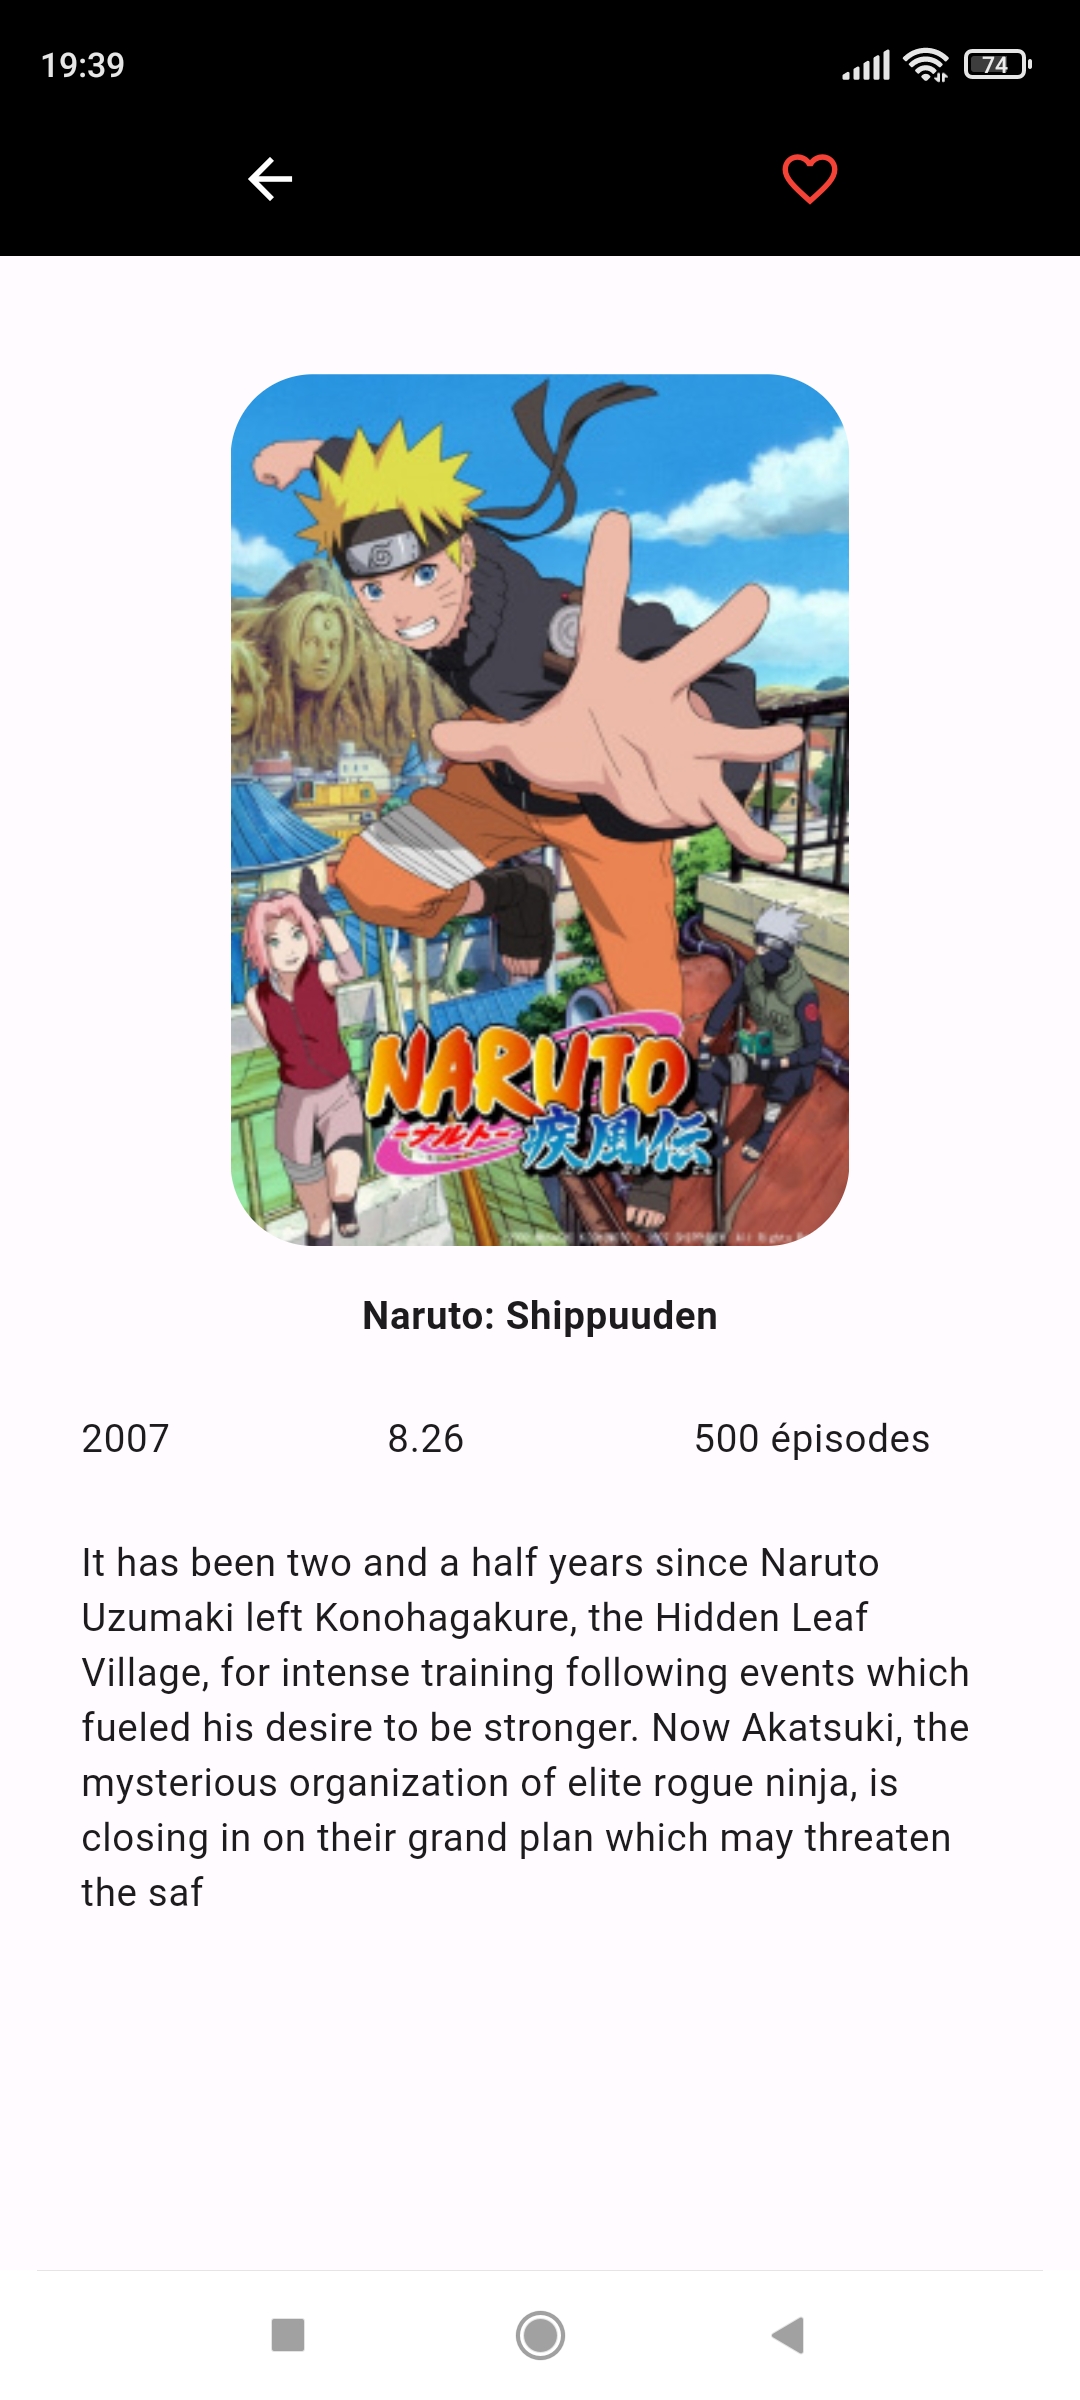 19:39
74
NARUTO
-ナルト-
疾風伝
Naruto: Shippuuden
2007 8.26 500 épisodes
It has been two and a half years since Naruto
Uzumaki left Konohagakure, the Hidden Leaf
Village, for intense training following events which
fueled his desire to be stronger. Now Akatsuki, the
mysterious organization of elite rogue ninja, is
closing in on their grand plan which may threaten
the saf